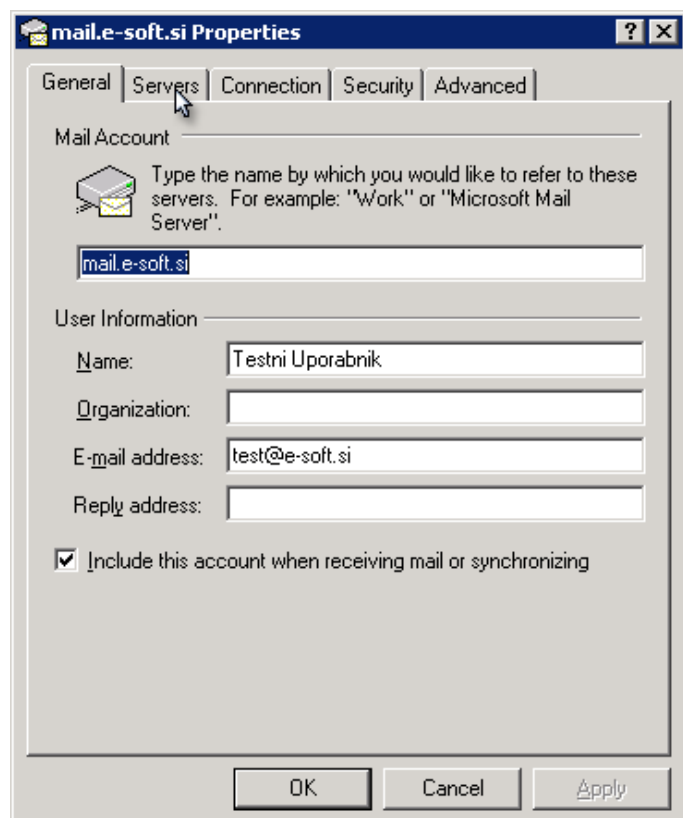 mail.e-soft.si Properties
General Servers Connection Security Advanced
Mail Account
Type the name by which you would like to refer to these
servers. For example: "Work" or "Microsoft Mail
Server".
mail.e-soft.si
User Information
Name: Testni Uporabnik
Organization:
E-mail address: test@e-soft.si
Reply address:
Include this account when receiving mail or synchronizing
OK Cancel Apply